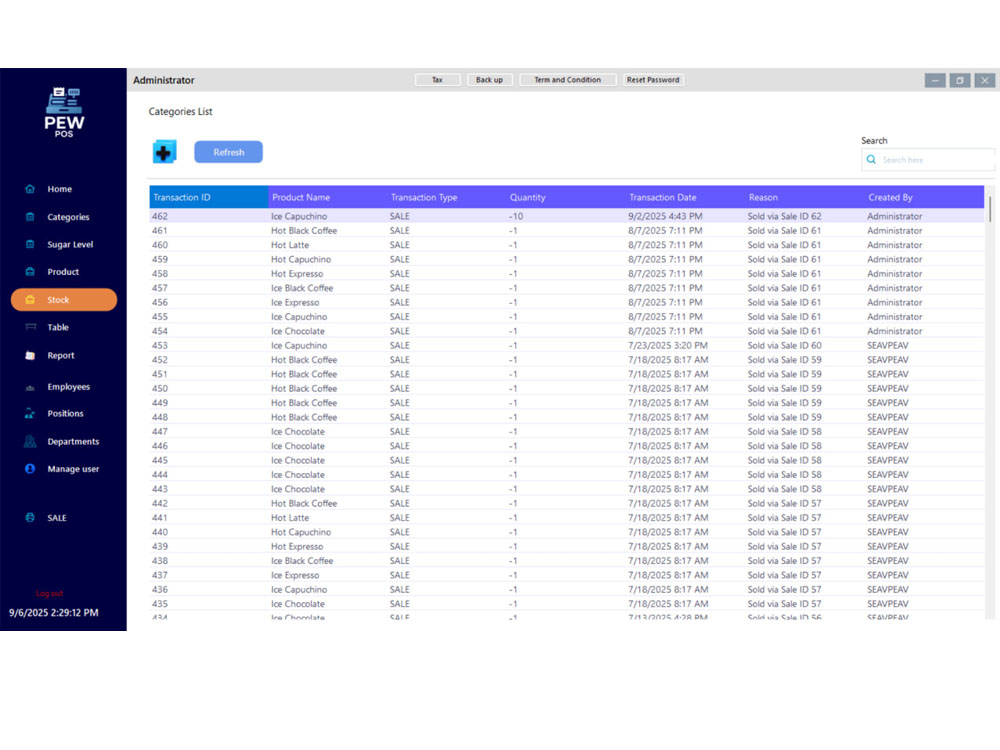 PEW
POS
Home
Categories
Sugar Level
Product
Stock
Table
Report
Employees
Positions
Departments
Manage user
SALE
Logout
9/6/2025 2:29:12 PM
Administrator
Tax Back up Term and Condition Reset Password
Categories List
Refresh
Search
Search here
Transaction ID Product Name Transaction Type Quantity Transaction Date Reason Created By
462 Ice Capuchino SALE -10 9/2/2025 4:43 PM Sold via Sale ID 62 Administrator
461 Hot Black Coffee SALE -1 8/7/2025 7:11 PM Sold via Sale ID 61 Administrator
460 Hot Latte SALE -1 8/7/2025 7:11 PM Sold via Sale ID 61 Administrator
459 Hot Capuchino SALE -1 8/7/2025 7:11 PM Sold via Sale ID 61 Administrator
458 Hot Expresso SALE -1 8/7/2025 7:11 PM Sold via Sale ID 61 Administrator
457 Ice Black Coffee SALE -1 8/7/2025 7:11 PM Sold via Sale ID 61 Administrator
456 Ice Expresso SALE -1 8/7/2025 7:11 PM Sold via Sale ID 61 Administrator
455 Ice Capuchino SALE -1 8/7/2025 7:11 PM Sold via Sale ID 61 Administrator
454 Ice Chocolate SALE -1 8/7/2025 7:11 PM Sold via Sale ID 61 Administrator
453 Ice Capuchino SALE -1 7/23/2025 3:20 PM Sold via Sale ID 60 SEAVPEAV
452 Hot Black Coffee SALE -1 7/18/2025 8:17 AM Sold via Sale ID 59 SEAVPEAV
451 Hot Black Coffee SALE -1 7/18/2025 8:17 AM Sold via Sale ID 59 SEAVPEAV
450 Hot Black Coffee SALE -1 7/18/2025 8:17 AM Sold via Sale ID 59 SEAVPEAV
449 Hot Black Coffee SALE -1 7/18/2025 8:17 AM Sold via Sale ID 59 SEAVPEAV
448 Hot Black Coffee SALE -1 7/18/2025 8:17 AM Sold via Sale ID 59 SEAVPEAV
447 Ice Chocolate SALE -1 7/18/2025 8:17 AM Sold via Sale ID 58 SEAVPEAV
446 Ice Chocolate SALE -1 7/18/2025 8:17 AM Sold via Sale ID 58 SEAVPEAV
445 Ice Chocolate SALE -1 7/18/2025 8:17 AM Sold via Sale ID 58 SEAVPEAV
444 Ice Chocolate SALE -1 7/18/2025 8:17 AM Sold via Sale ID 58 SEAVPEAV
443 Ice Chocolate SALE -1 7/18/2025 8:17 AM Sold via Sale ID 58 SEAVPEAV
442 Hot Black Coffee SALE -1 7/18/2025 8:17 AM Sold via Sale ID 57 SEAVPEAV
441 Hot Latte SALE -1 7/18/2025 8:17 AM Sold via Sale ID 57 SEAVPEAV
440 Hot Capuchino SALE -1 7/18/2025 8:17 AM Sold via Sale ID 57 SEAVPEAV
439 Hot Expresso SALE -1 7/18/2025 8:17 AM Sold via Sale ID 57 SEAVPEAV
438 Ice Black Coffee SALE -1 7/18/2025 8:17 AM Sold via Sale ID 57 SEAVPEAV
437 Ice Expresso SALE -1 7/18/2025 8:17 AM Sold via Sale ID 57 SEAVPEAV
436 Ice Capuchino SALE -1 7/18/2025 8:17 AM Sold via Sale ID 57 SEAVPEAV
435 Ice Chocolate SALE -1 7/18/2025 8:17 AM Sold via Sale ID 57 SEAVPEAV
434 Ice Chocolate SALE -1 7/13/2025 4:28 PM Sold via Sale ID 56 SEAVPEAV